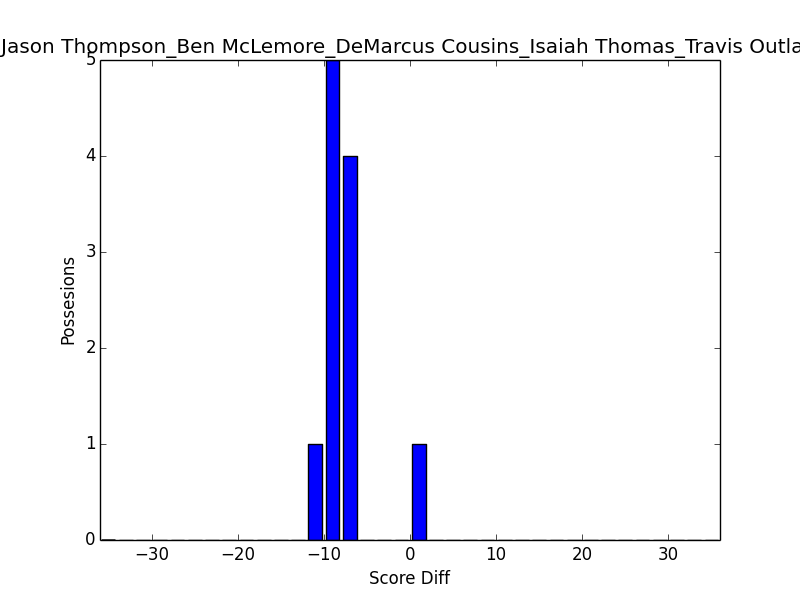 Jason Thompson_Ben McLemore_DeMarcus Cousins_Isaiah Thomas_Travis Outla
5
4
3
2
1
0
Possesions
−30 −20 −10 0 10 20 30
Score Diff